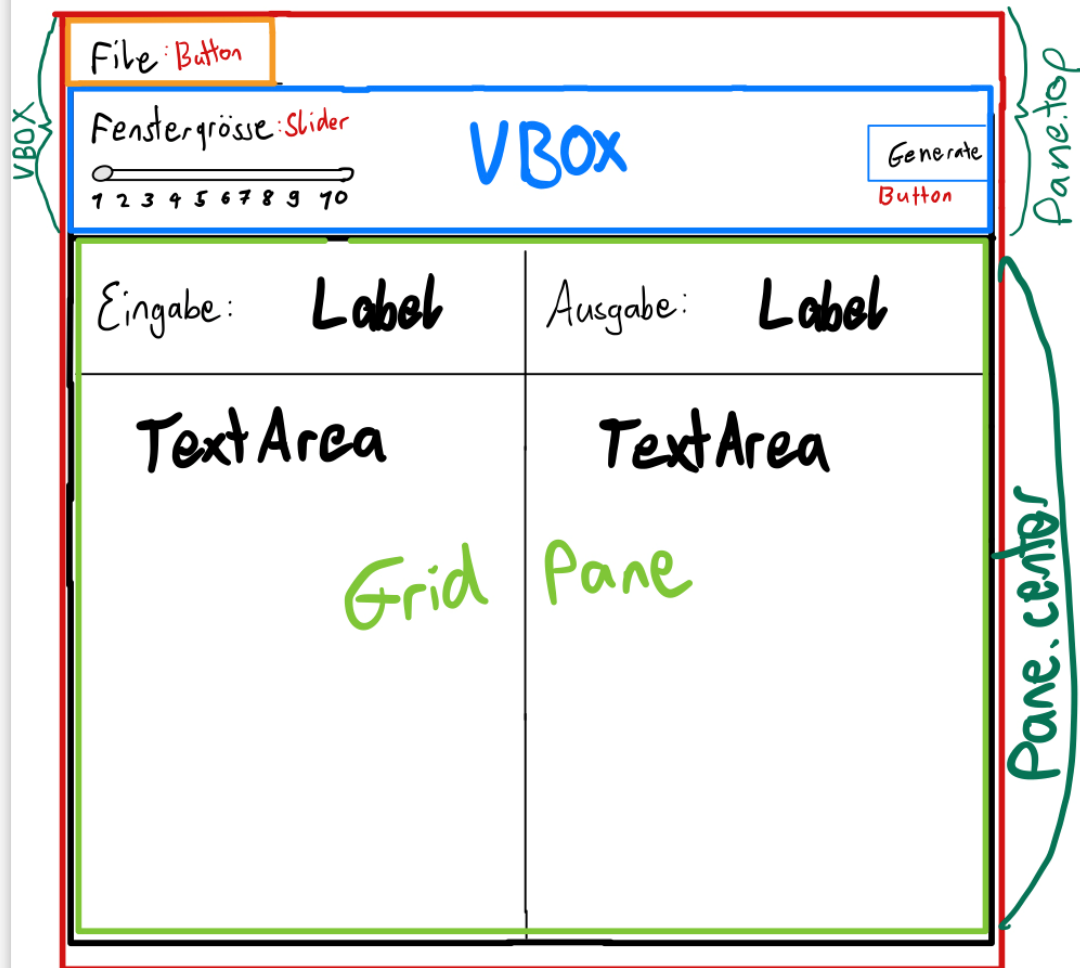 File: Button
VBOX
Pane.top
Fenstergrösse: Slider
VBOX
Generate
1 2 3 4 5 6 7 8 9 10
Button
Eingabe: Label
Ausgabe: Label
TextArea
TextArea
Grid Pane
Pane.center